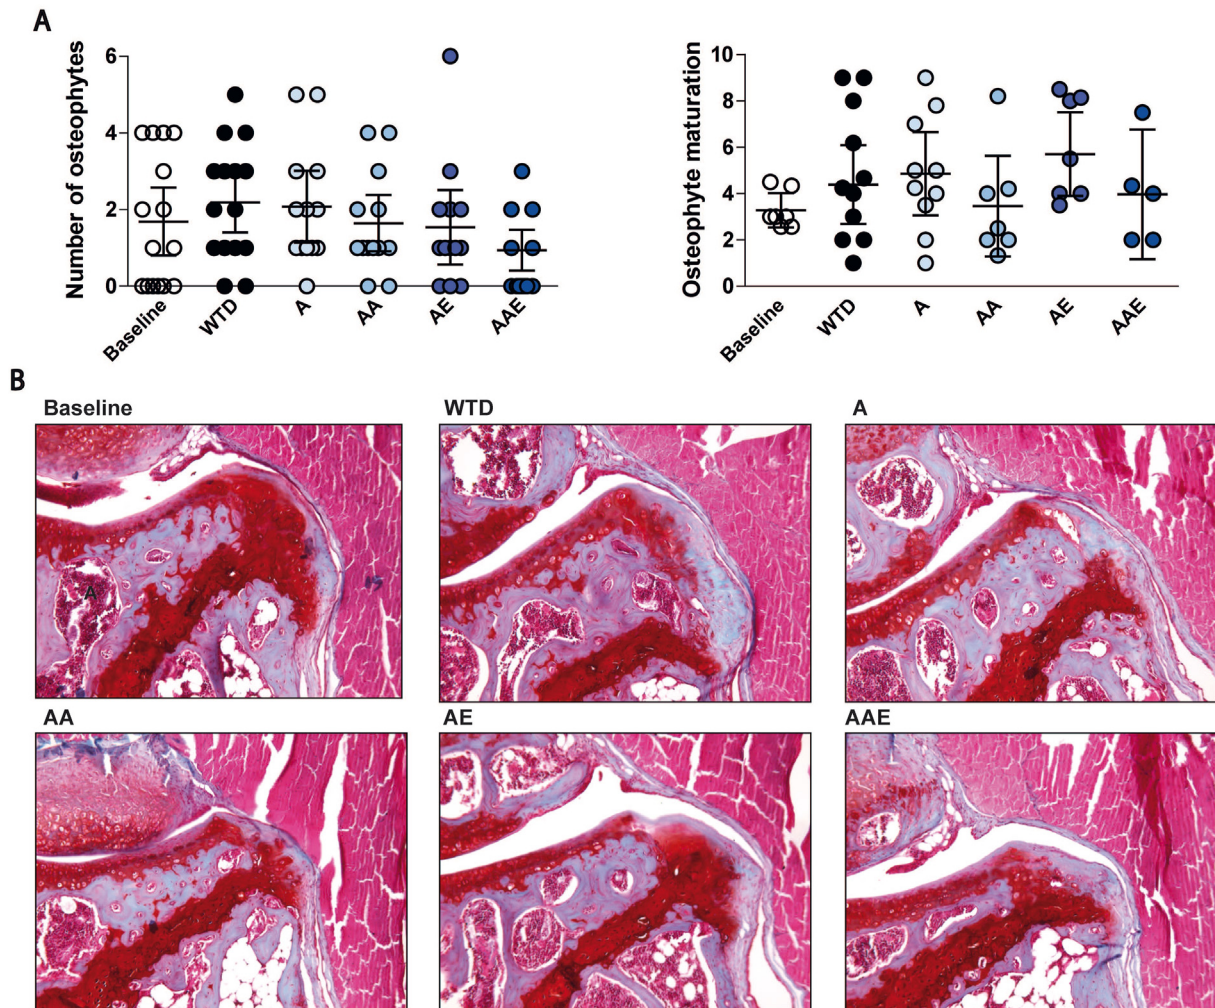 A
Number of osteophytes
6
4
2
0
Baseline
WTD
A
AA
AE
AAE
Osteophyte maturation
10
8
6
4
2
0
Baseline
WTD
A
AA
AE
AAE
B
Baseline
WTD
A
A
AA
AE
AAE